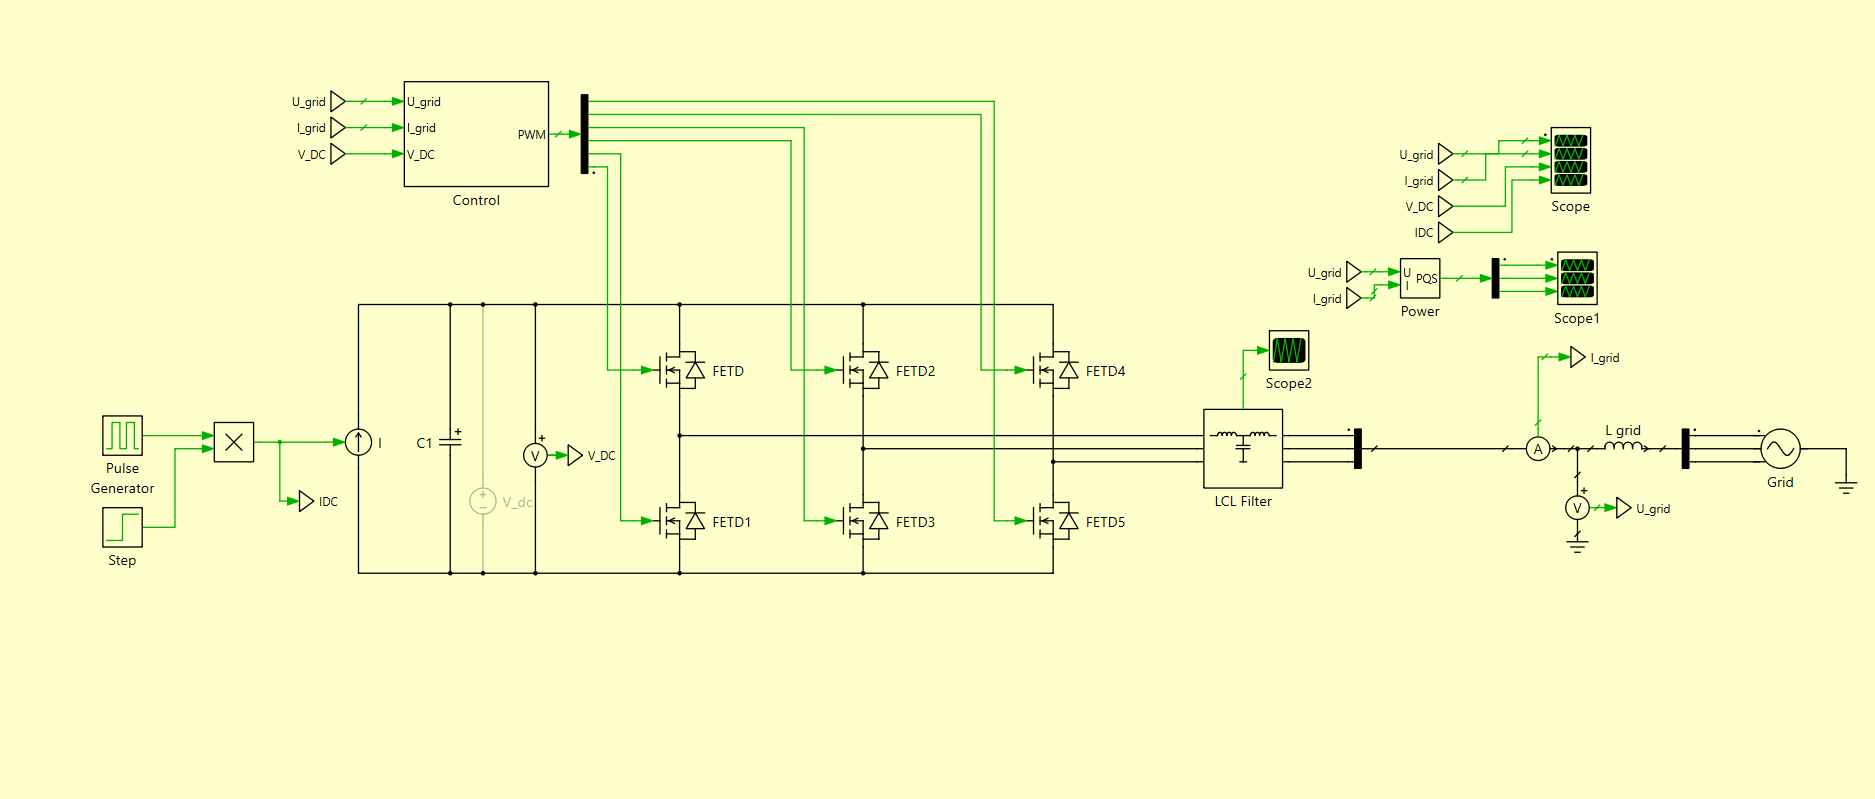 U_grid
I_grid
V_DC
U_grid
I_grid
V_DC
PWM
Control
U_grid
I_grid
V_DC
IDC
Scope
U_grid
I_grid
U
I
PQS
Power
Scope1
I_grid
Scope2
FETD
FETD2
FETD4
Pulse
Generator
Step
IDC
I
C1
V
V_DC
+
−
V_dc
+
+
FETD1
FETD3
FETD5
LCL Filter
A
L grid
Grid
+
V
U_grid